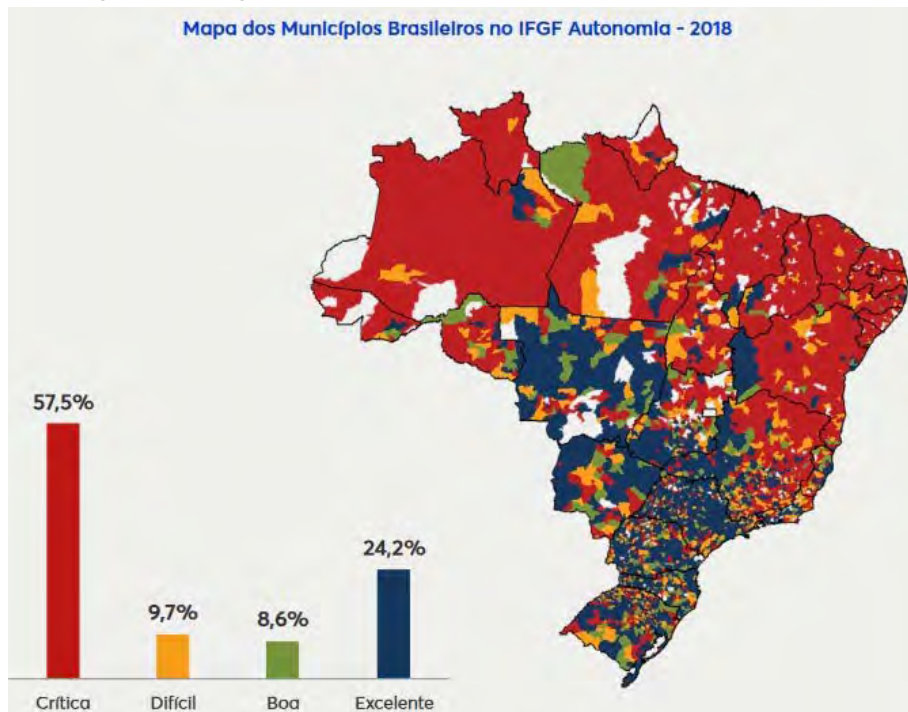 Mapa dos Municípios Brasileiros no IFGF Autonomia - 2018
57,5%
9,7%
8,6%
24,2%
Crítica
Difícil
Boa
Excelente